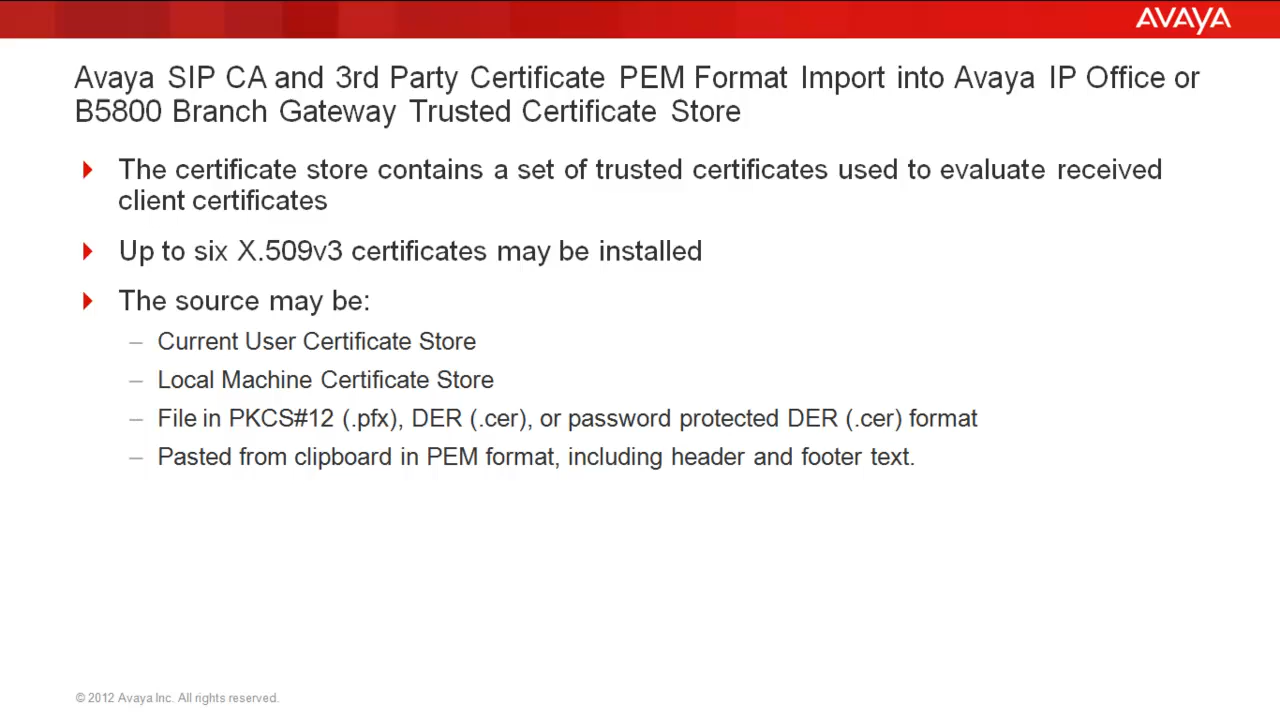 AVAYA
Avaya SIP CA and 3rd Party Certificate PEM Format Import into Avaya IP Office or
B5800 Branch Gateway Trusted Certificate Store
The certificate store contains a set of trusted certificates used to evaluate received
client certificates
Up to six X.509v3 certificates may be installed
The source may be:
– Current User Certificate Store
– Local Machine Certificate Store
– File in PKCS#12 (.pfx), DER (.cer), or password protected DER (.cer) format
– Pasted from clipboard in PEM format, including header and footer text.
© 2012 Avaya Inc. All rights reserved.